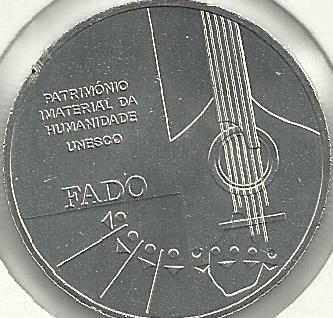 PATRIMÓNIO
IMATERIAL DA
HUMANIDADE
UNESCO
FADO